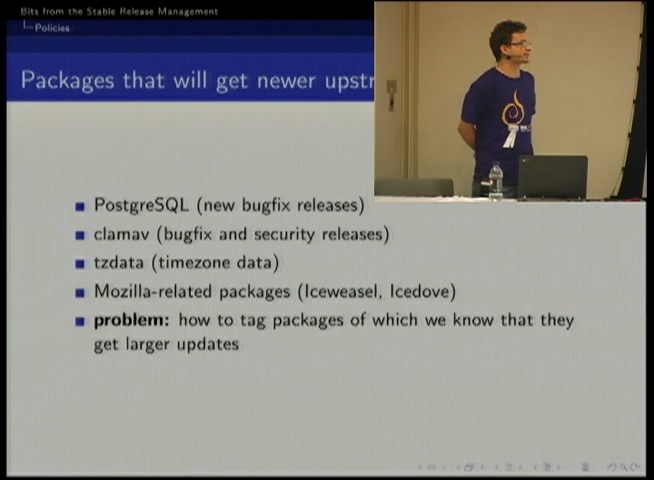 Bits from the Stable Release Management
Policies
Packages that will get newer upstr
PostgreSQL (new bugfix releases)
clamav (bugfix and security releases)
tzdata (timezone data)
Mozilla-related packages (Iceweasel, Icedove)
problem: how to tag packages of which we know that they
get larger updates